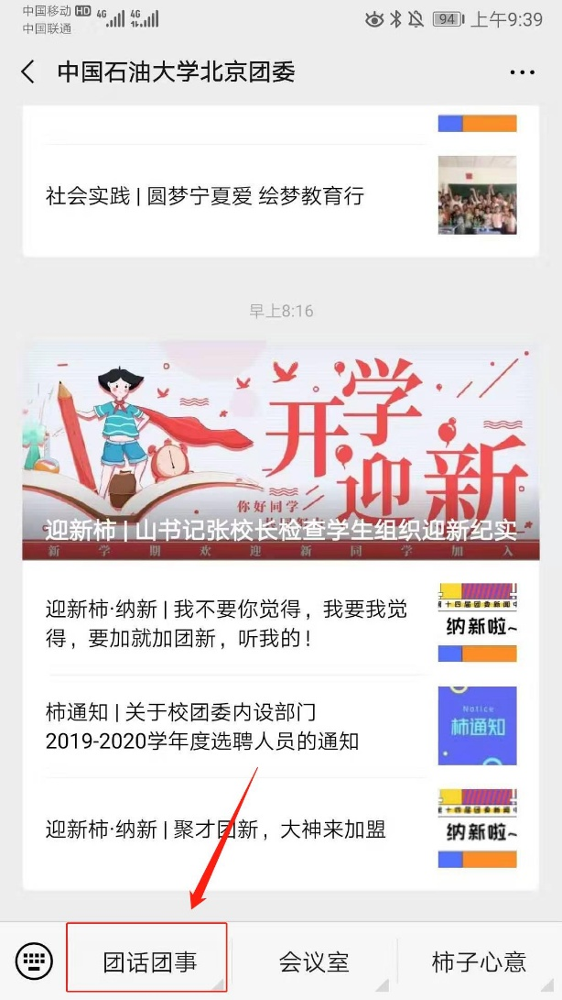 中国移动 HD 4G 4G
中国联通
94 上午9:39
中国石油大学北京团委
社会实践 | 圆梦宁夏爱 绘梦教育行
早上8:16
开学迎新
你好同学
迎新柿 | 山书记张校长检查学生组织迎新纪实
新 学 期 欢 迎 新 同 学 加 入
迎新柿·纳新 | 我不要你觉得，我要我觉
得，要加就加团新，听我的！
纳新啦~
柿通知 | 关于校团委内设部门
2019-2020学年度选聘人员的通知
Notice
柿通知
迎新柿·纳新 | 聚才团新，大神来加盟
纳新啦~
团话团事
会议室
柿子心意